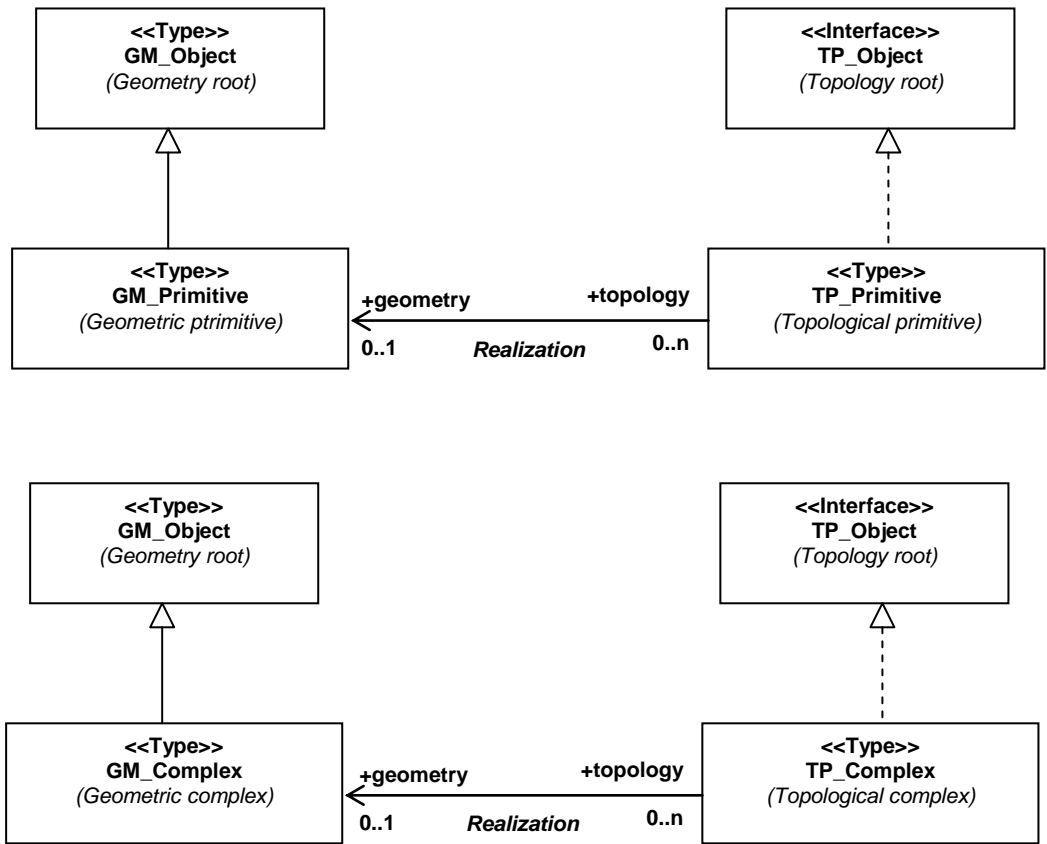 <<Type>>
GM_Object
(Geometry root)
<<Interface>>
TP_Object
(Topology root)
<<Type>>
GM_Primitive
(Geometric ptrimitive)
+geometry
+topology
0..1
Realization
0..n
<<Type>>
TP_Primitive
(Topological primitive)
<<Type>>
GM_Object
(Geometry root)
<<Interface>>
TP_Object
(Topology root)
<<Type>>
GM_Complex
(Geometric complex)
+geometry
+topology
0..1
Realization
0..n
<<Type>>
TP_Complex
(Topological complex)